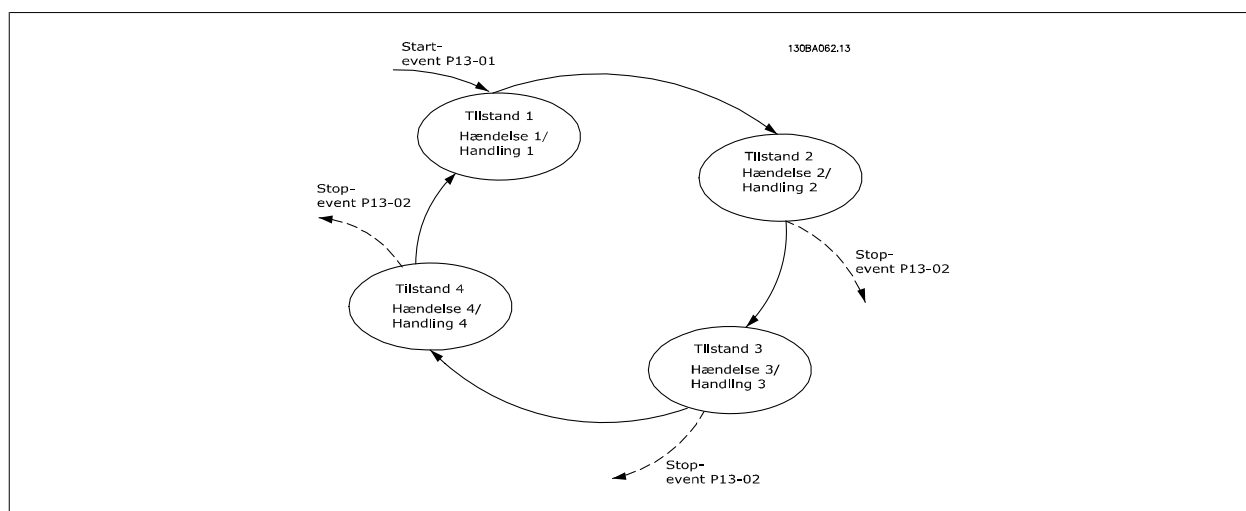 Start-
event P13-01
130BA062.13
Tilstand 1
Hændelse 1/
Handling 1
Tilstand 2
Hændelse 2/
Handling 2
Stop-
event P13-02
Stop-
event P13-02
Tilstand 4
Hændelse 4/
Handling 4
Tilstand 3
Hændelse 3/
Handling 3
Stop-
event P13-02